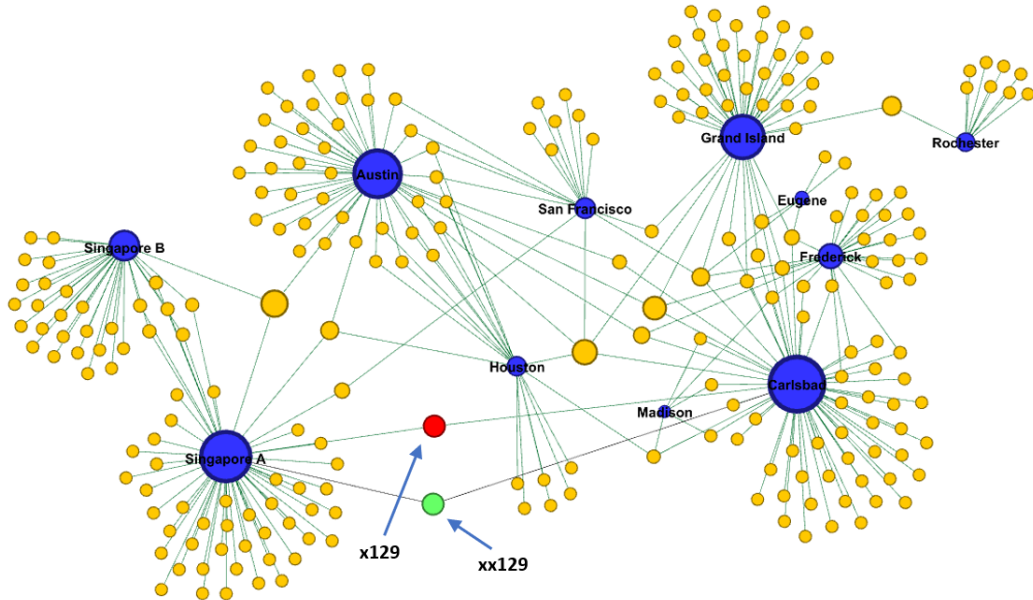 Grand Island
Rochester
Austin
San Francisco
Eugene
Singapore B
Frederick
Houston
Carlsbad
Madison
Singapore A
x129
xx129